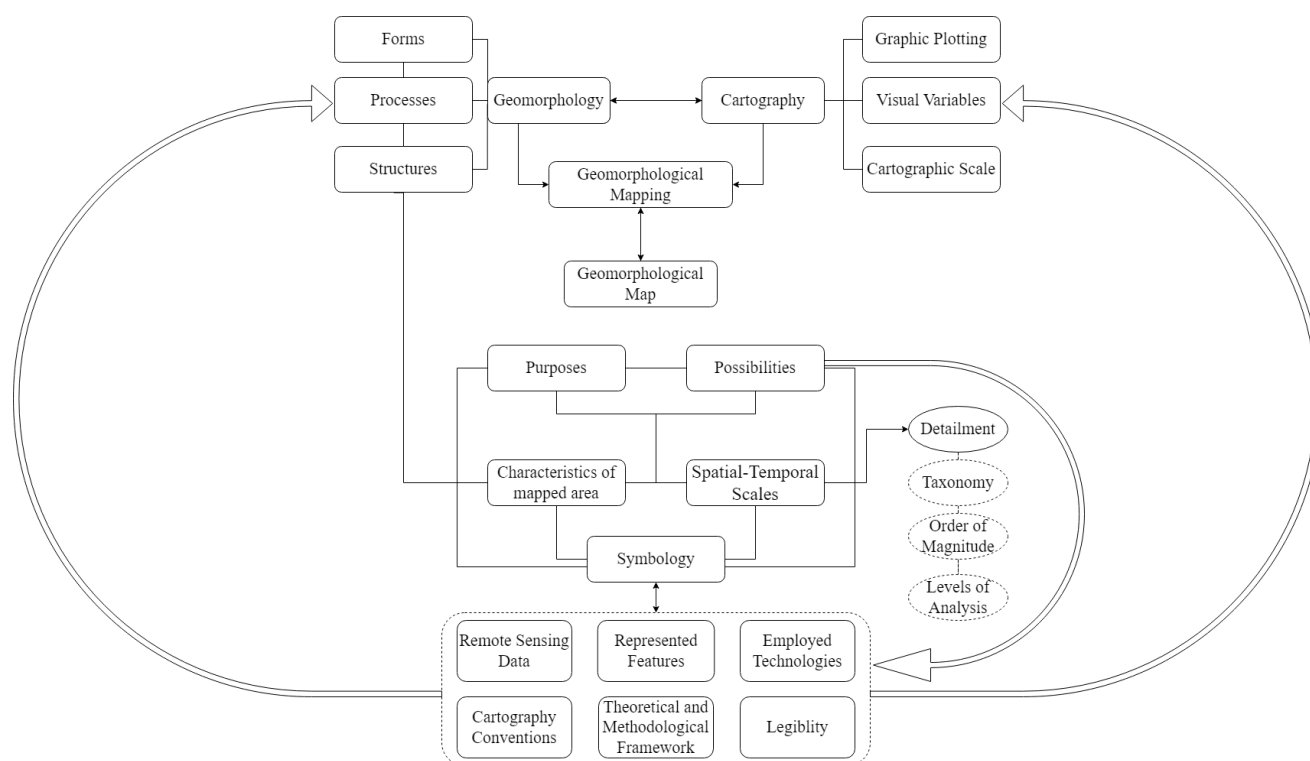 Forms
Graphic Plotting
Processes
Geomorphology
Cartography
Visual Variables
Structures
Geomorphological
Mapping
Cartographic Scale
Geomorphological
Map
Purposes
Possibilities
Detailment
Characteristics of
mapped area
Spatial-Temporal
Scales
Taxonomy
Order of
Magnitude
Symbology
Levels of
Analysis
Remote Sensing
Data
Represented
Features
Employed
Technologies
Cartography
Conventions
Theoretical and
Methodological
Framework
Legiblity